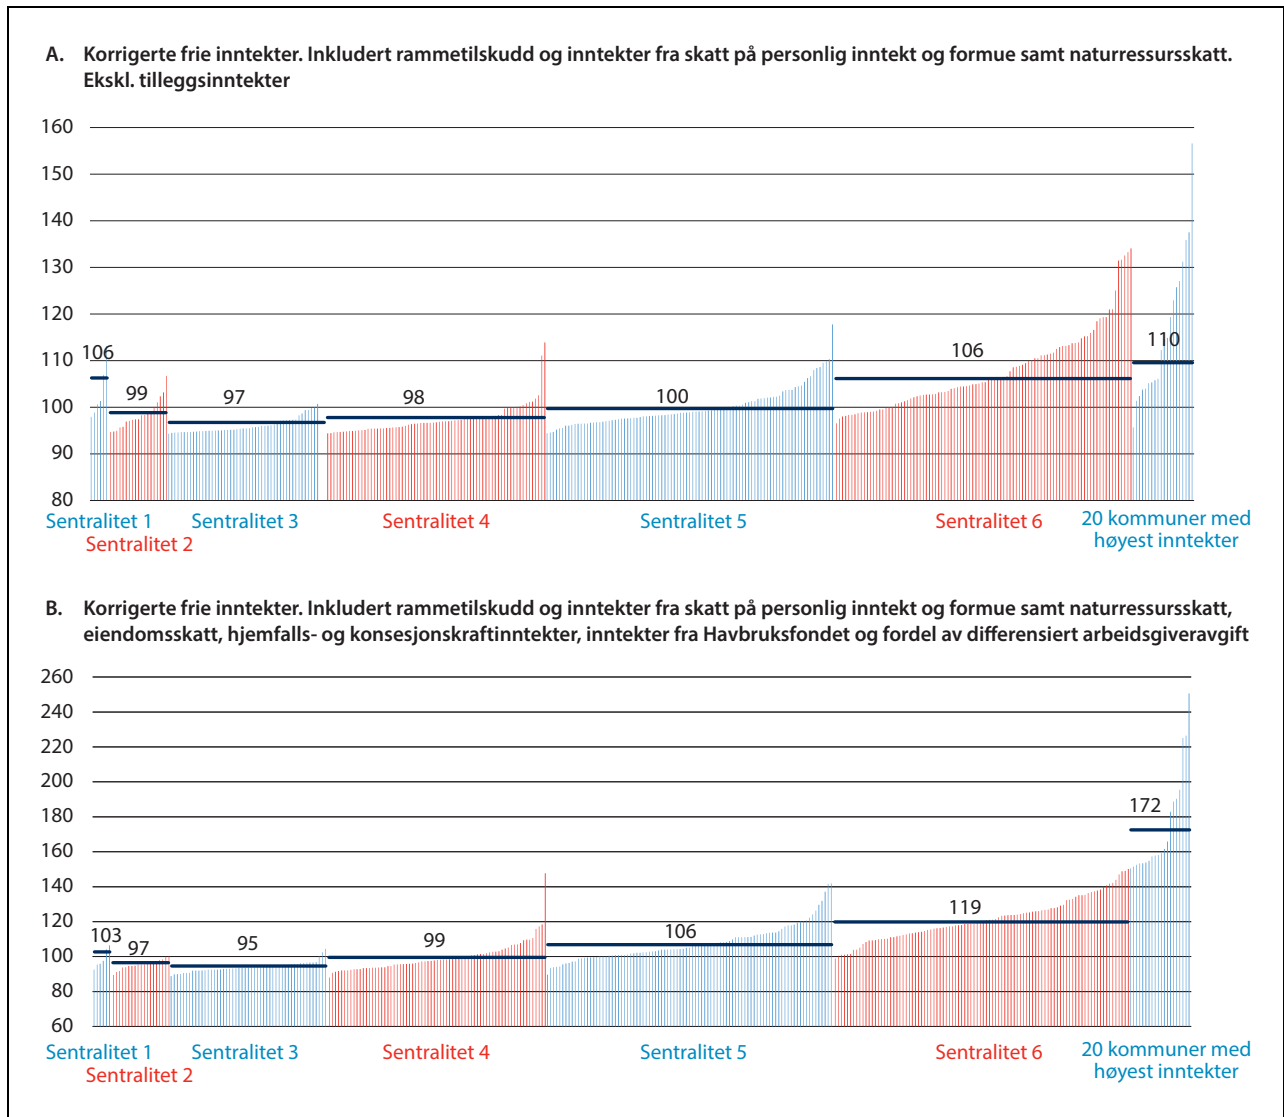 A. Korrigerte frie inntekter. Inkludert rammetilskudd og inntekter fra skatt på personlig inntekt og formue samt naturressursskatt.
Ekskl. tilleggsinntekter
160
150
140
130
120
110
100
90
80
106
99
97
98
100
106
110
Sentralitet 1
Sentralitet 2
Sentralitet 3
Sentralitet 4
Sentralitet 5
Sentralitet 6
20 kommuner med
høyest inntekter
B. Korrigerte frie inntekter. Inkludert rammetilskudd og inntekter fra skatt på personlig inntekt og formue samt naturressursskatt,
eiendomsskatt, hjemfalls- og konsesjonskraftinntekter, inntekter fra Havbruksfondet og fordel av differensiert arbeidsgiveravgift
260
240
220
200
180
160
140
120
100
80
60
103
97
95
99
106
119
172
Sentralitet 1
Sentralitet 2
Sentralitet 3
Sentralitet 4
Sentralitet 5
Sentralitet 6
20 kommuner med
høyest inntekter